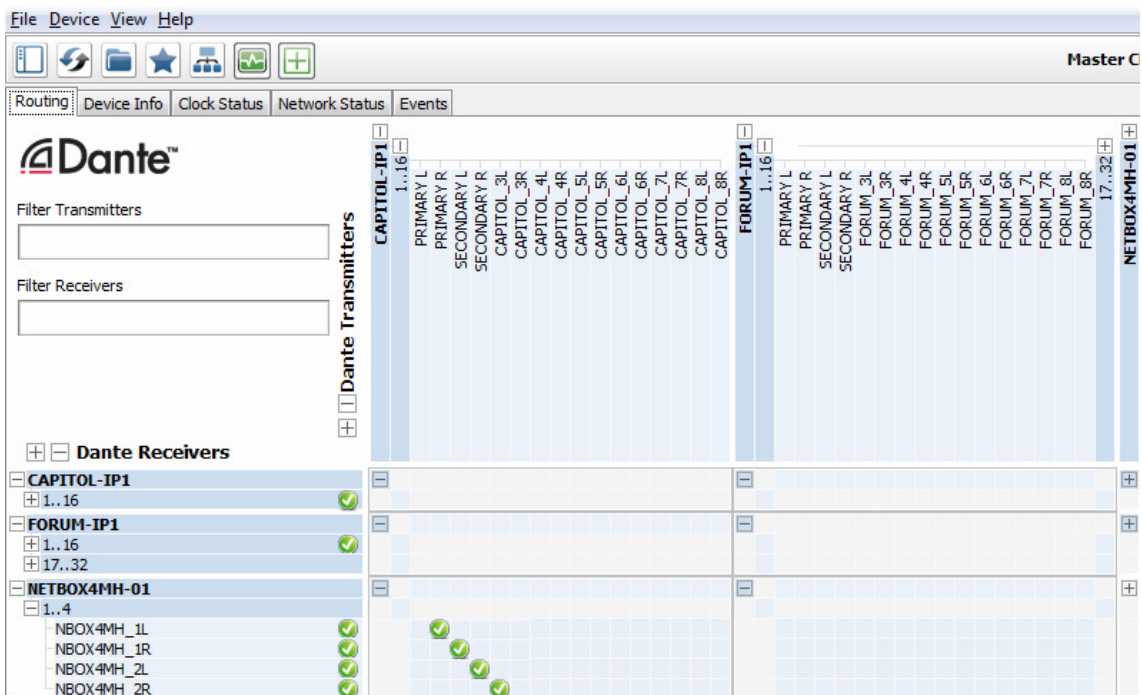 File Device View Help
Master Cl
Routing Device Info Clock Status Network Status Events
Dante™
Filter Transmitters
Filter Receivers
Dante Transmitters
CAPITOL-IP1
1..16
PRIMARY L
PRIMARY R
SECONDARY L
SECONDARY R
CAPITOL_3L
CAPITOL_3R
CAPITOL_4L
CAPITOL_4R
CAPITOL_5L
CAPITOL_5R
CAPITOL_6L
CAPITOL_6R
CAPITOL_7L
CAPITOL_7R
CAPITOL_8L
CAPITOL_8R
FORUM-IP1
1..16
PRIMARY L
PRIMARY R
SECONDARY L
SECONDARY R
FORUM_3L
FORUM_3R
FORUM_4L
FORUM_4R
FORUM_5L
FORUM_5R
FORUM_6L
FORUM_6R
FORUM_7L
FORUM_7R
FORUM_8L
FORUM_8R
17..32
NETBOX4MH-01
Dante Receivers
CAPITOL-IP1
1..16
FORUM-IP1
1..16
17..32
NETBOX4MH-01
1..4
NBOX4MH_1L
NBOX4MH_1R
NBOX4MH_2L
NBOX4MH_2R